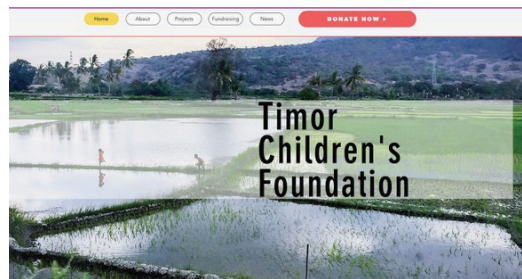 Home
About
Projects
Fundraising
News
DONATE NOW >
Timor
Children's
Foundation